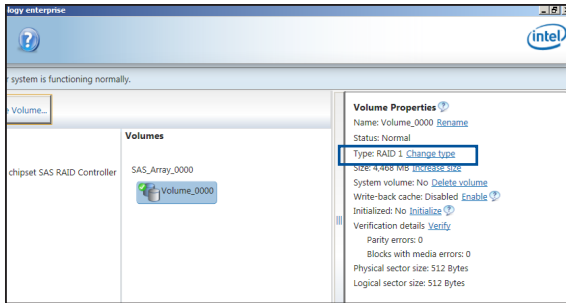 ology enterprise
?
intel
r system is functioning normally.
e Volume...
chipset SAS RAID Controller
Volumes
SAS_Array_0000
Volume_0000
Volume Properties ?
Name: Volume_0000 Rename
Status: Normal
Type: RAID 1 Change type
Size: 4,468 MB Increase size
System volume: No Delete volume
Write-back cache: Disabled Enable ?
Initialized: No Initialize ?
Verification details Verify
Parity errors: 0
Blocks with media errors: 0
Physical sector size: 512 Bytes
Logical sector size: 512 Bytes